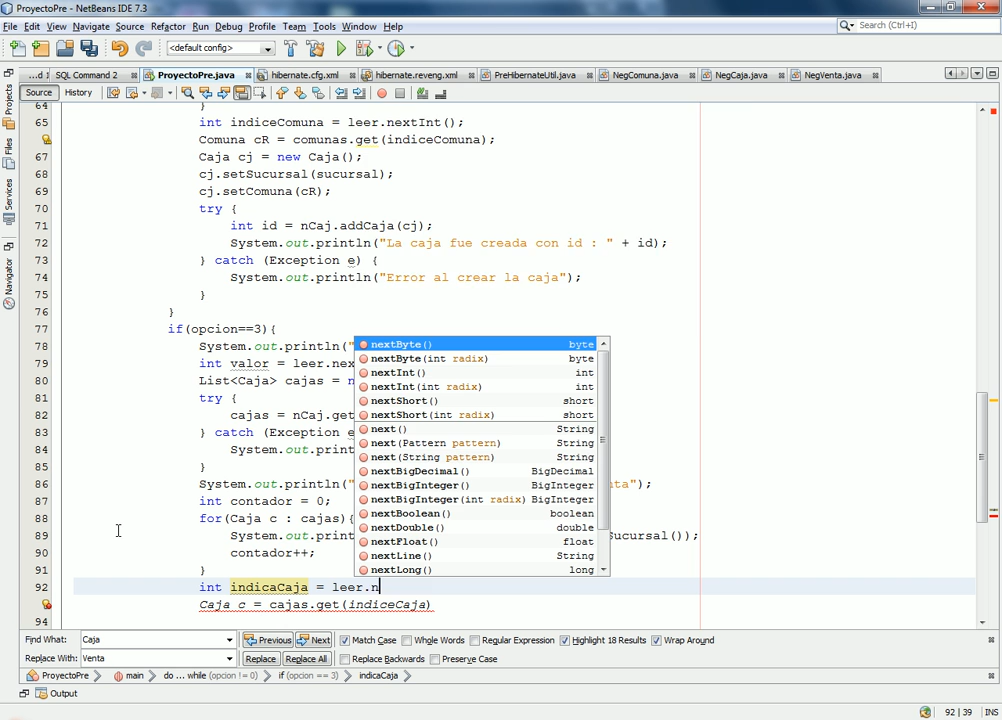 ProyectoPre - NetBeans IDE 7.3
File Edit View Navigate Source Refactor Run Debug Profile Team Tools Window Help
Search (Ctrl+I)
<default config>
...d 1 SQL Command 2 ProyectoPre.java hibernate.cfg.xml hibernate.reveng.xml PreHibernateUtil.java NegComuna.java NegCaja.java NegVenta.java
Source History
Projects
Files
Services
Navigator
64 }
65 int indiceComuna = leer.nextInt();
Comuna cR = comunas.get(indiceComuna);
67 Caja cj = new Caja();
68 cj.setSucursal(sucursal);
69 cj.setComuna(cR);
70 try {
71 int id = nCaj.addCaja(cj);
72 System.out.println("La caja fue creada con id : " + id);
73 } catch (Exception e) {
74 System.out.println("Error al crear la caja");
75 }
76 }
77 if(opcion==3){
78 System.out.println("
79 int valor = leer.nex
80 List<Caja> cajas = n
81 try {
82 cajas = nCaj.get
83 } catch (Exception e
84 System.out.print
85 }
86 System.out.println(" nta");
87 int contador = 0;
88 for(Caja c : cajas){
89 System.out.print Sucursal());
90 contador++;
91 }
92 int indicaCaja = leer.n
Caja c = cajas.get(indiceCaja)
94
nextByte() byte
nextByte(int radix) byte
nextInt() int
nextInt(int radix) int
nextShort() short
nextShort(int radix) short
next() String
next(Pattern pattern) String
next(String pattern) String
nextBigDecimal() BigDecimal
nextBigInteger() BigInteger
nextBigInteger(int radix) BigInteger
nextBoolean() boolean
nextDouble() double
nextFloat() float
nextLine() String
nextLong() long
Find What: Caja Previous Next Match Case Whole Words Regular Expression Highlight 18 Results Wrap Around
Replace With: Venta Replace Replace All Replace Backwards Preserve Case
ProyectoPre main do ... while (opcion != 0) if (opcion == 3) indicaCaja
Output
92 | 39 INS